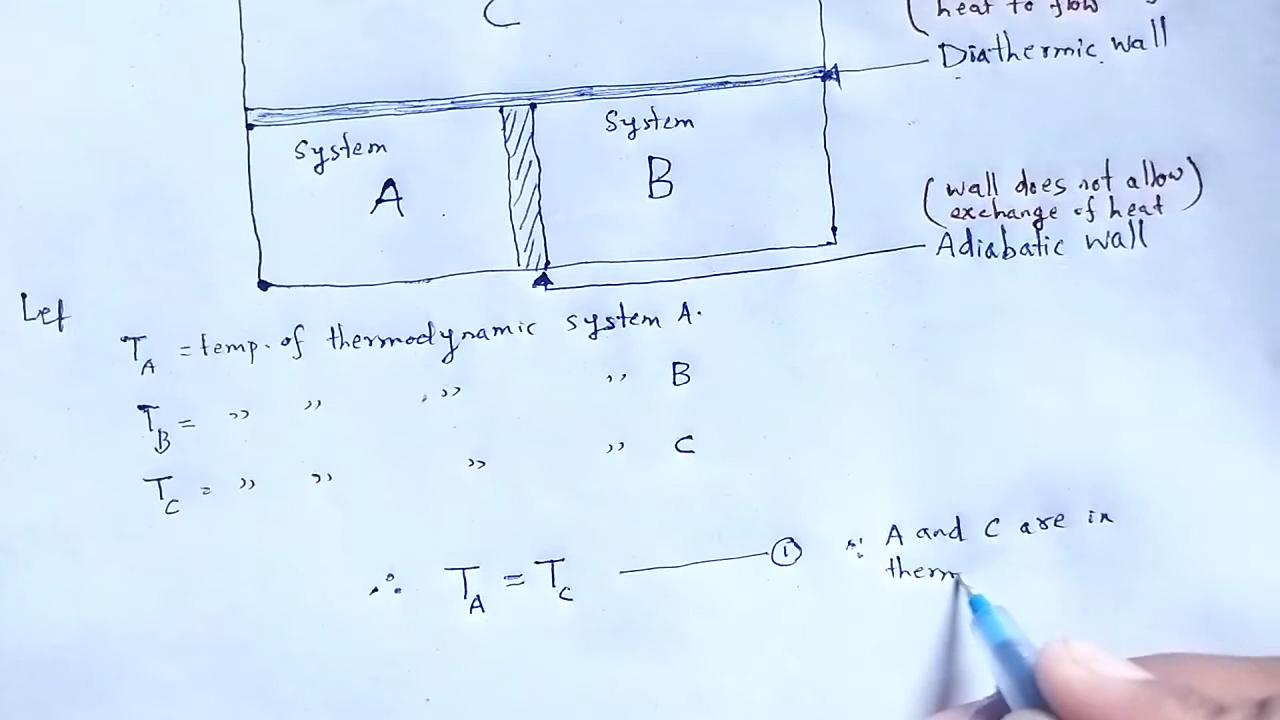 C
heat to flow
Diathermic wall
System
A
System
B
(wall does not allow
exchange of heat)
Adiabatic wall
Let
T_A = temp. of thermodynamic system A.
T_B = ,, ,, ,, ,, B
T_C = ,, ,, ,, ,, C
∴ T_A = T_C ——— ① ∵ A and C are in
therm